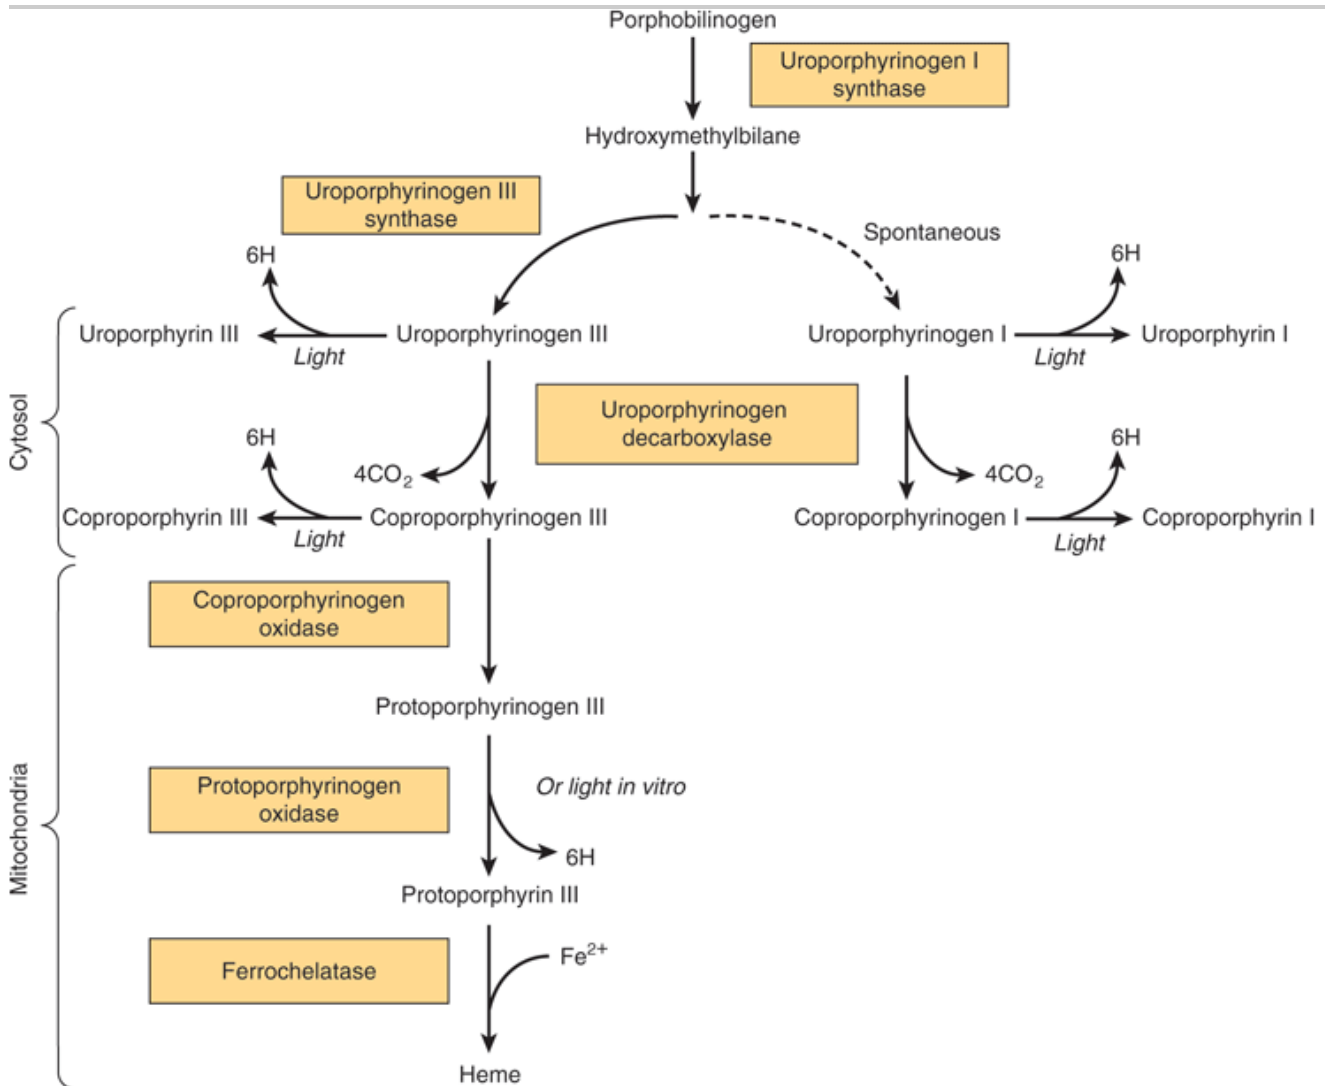 Porphobilinogen
Uroporphyrinogen I
synthase
Hydroxymethylbilane
Uroporphyrinogen III
synthase
Spontaneous
6H
6H
Uroporphyrin III
Light
Uroporphyrinogen III
Uroporphyrinogen I
Light
Uroporphyrin I
Cytosol
Uroporphyrinogen
decarboxylase
6H
4CO₂
4CO₂
6H
Coproporphyrin III
Light
Coproporphyrinogen III
Coproporphyrinogen I
Light
Coproporphyrin I
Mitochondria
Coproporphyrinogen
oxidase
Protoporphyrinogen III
Protoporphyrinogen
oxidase
Or light in vitro
6H
Protoporphyrin III
Ferrochelatase
Fe²⁺
Heme